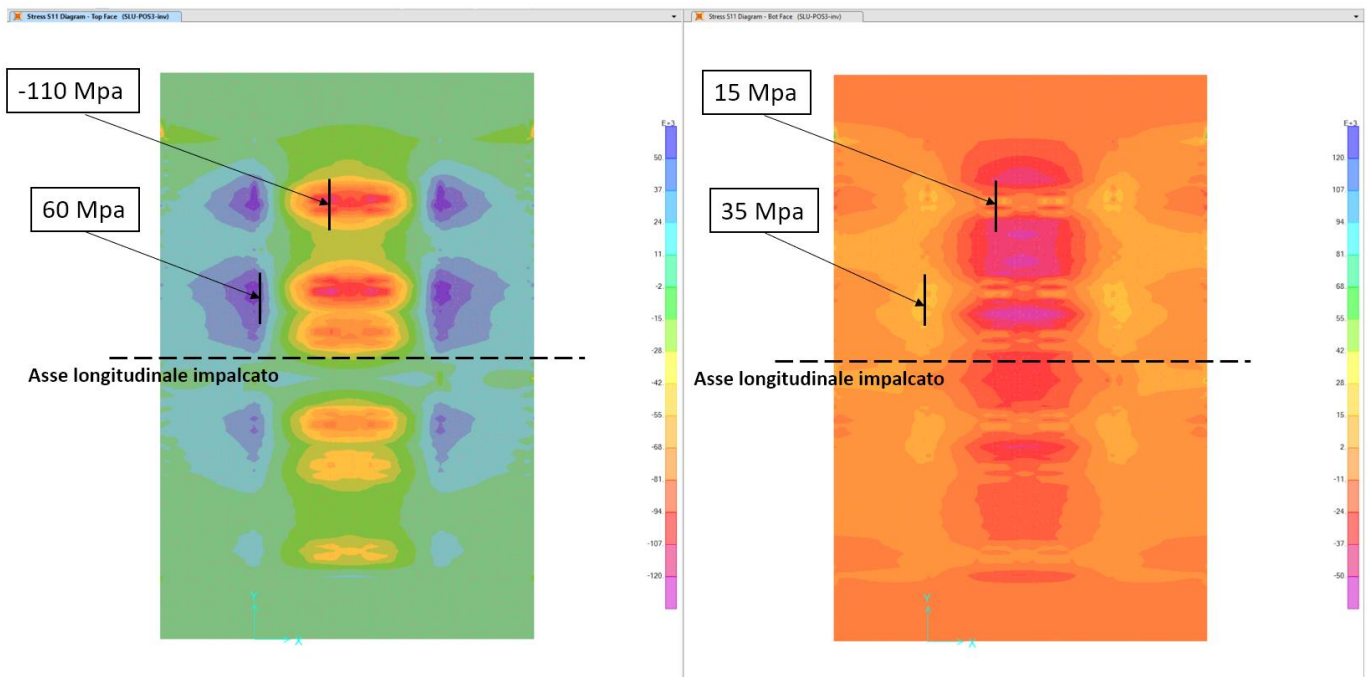 Stress S11 Diagram - Top Face (SLU-POS3-inv)
-110 Mpa
60 Mpa
Asse longitudinale impalcato
Y
X
E+3
50.
37.
24.
11.
-2.
-15.
-28.
-42.
-55.
-68.
-81.
-94.
-107.
-120.
Stress S11 Diagram - Bot Face (SLU-POS3-inv)
15 Mpa
35 Mpa
Asse longitudinale impalcato
Y
X
E+3
120.
107.
94.
81.
68.
55.
42.
28.
15.
2.
-11.
-24.
-37.
-50.